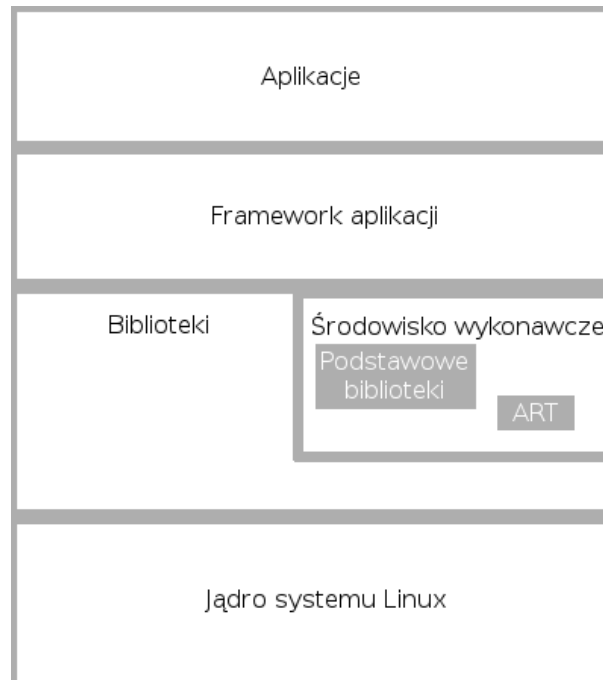 Aplikacje
Framework aplikacji
Biblioteki
Środowisko wykonawcze
Podstawowe
biblioteki
ART
Jądro systemu Linux